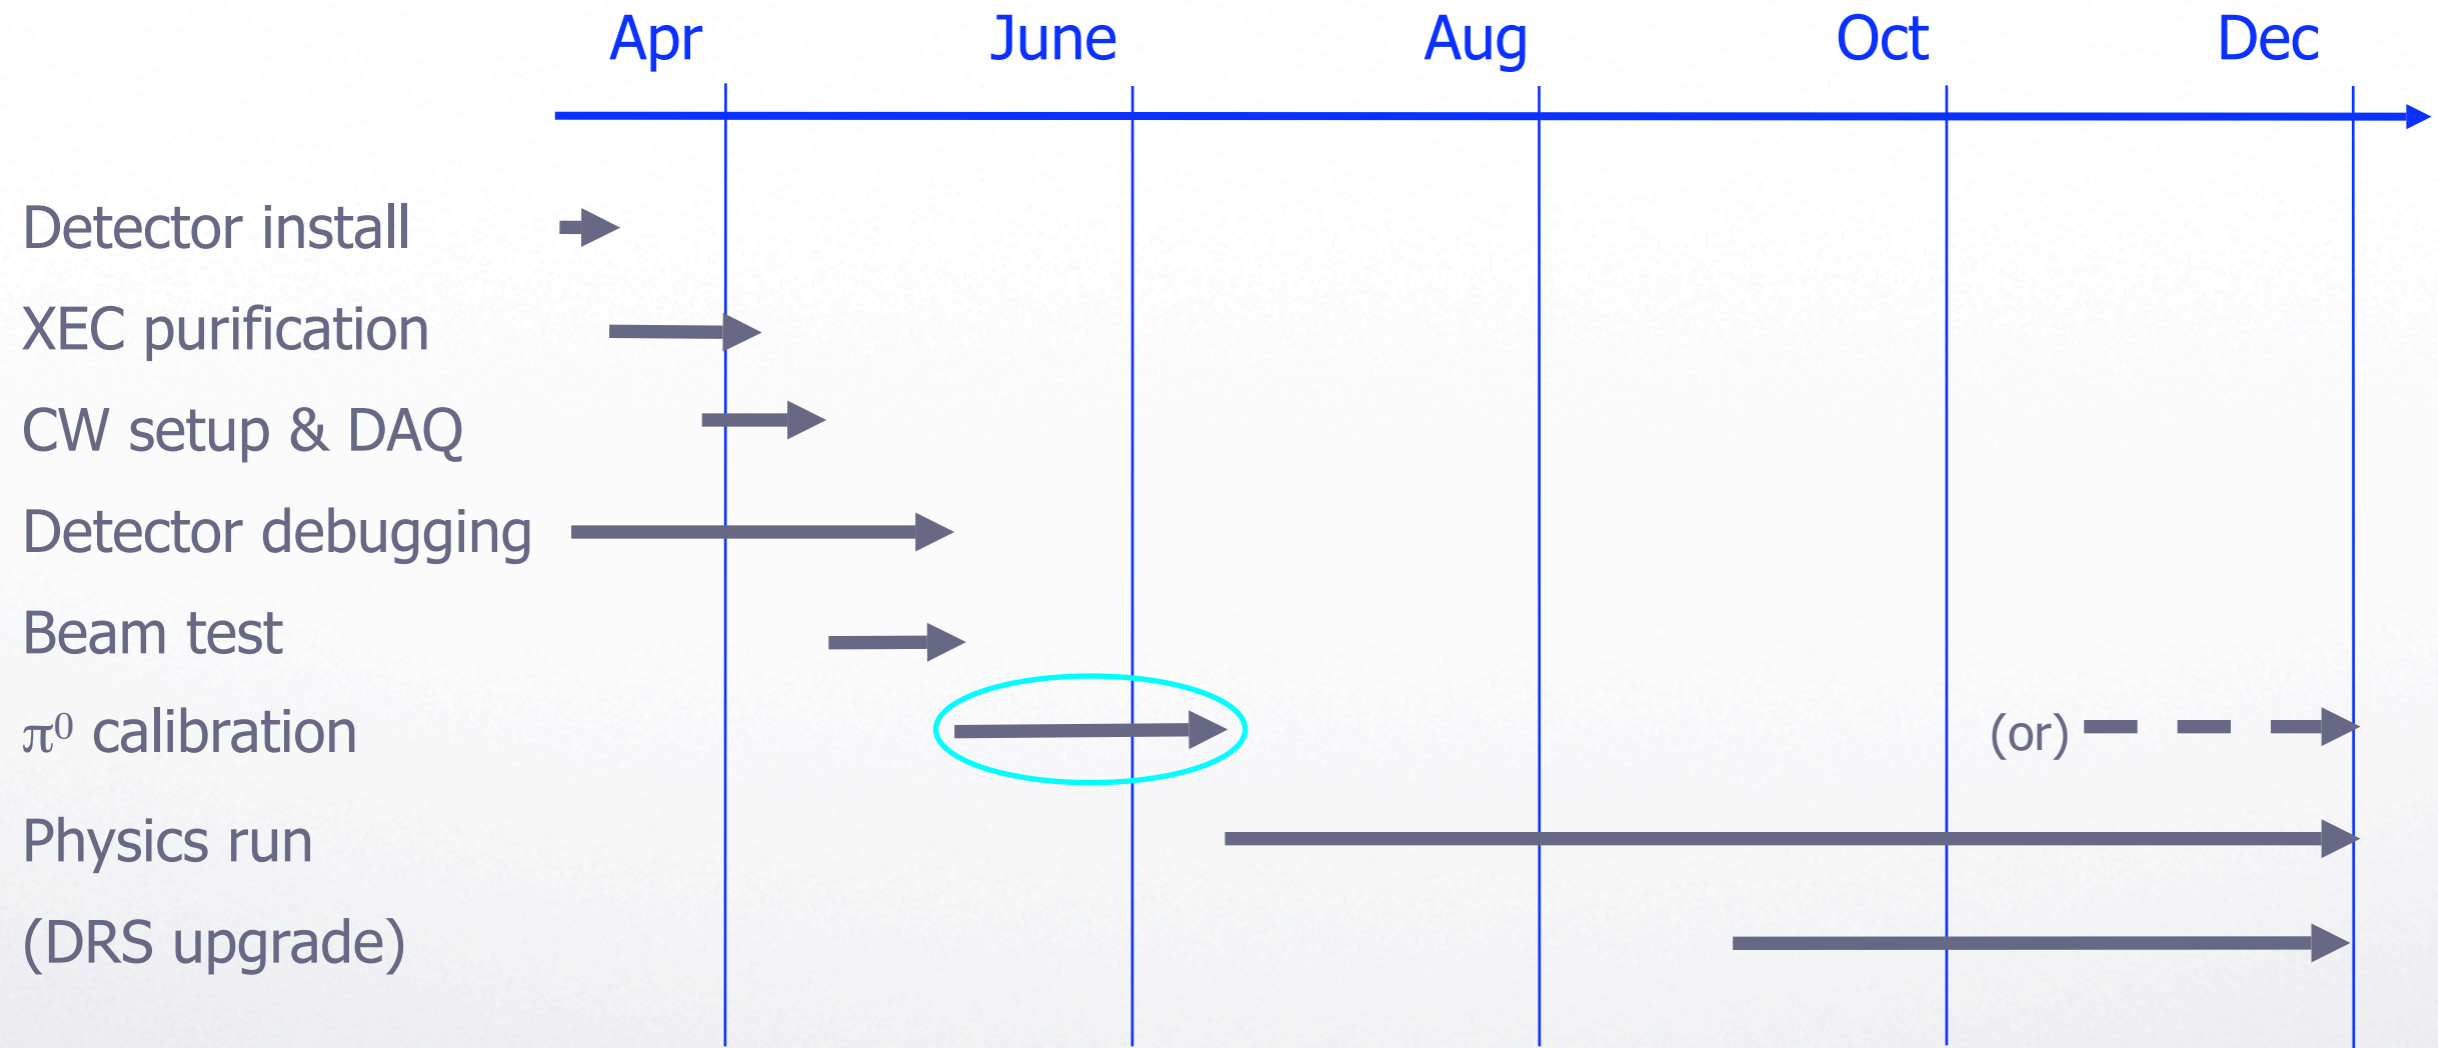 Apr June Aug Oct Dec
Detector install
XEC purification
CW setup & DAQ
Detector debugging
Beam test
π⁰ calibration (or)
Physics run
(DRS upgrade)